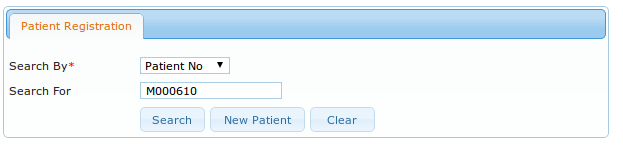 Patient Registration
Search By* Patient No
Search For M000610
Search New Patient Clear